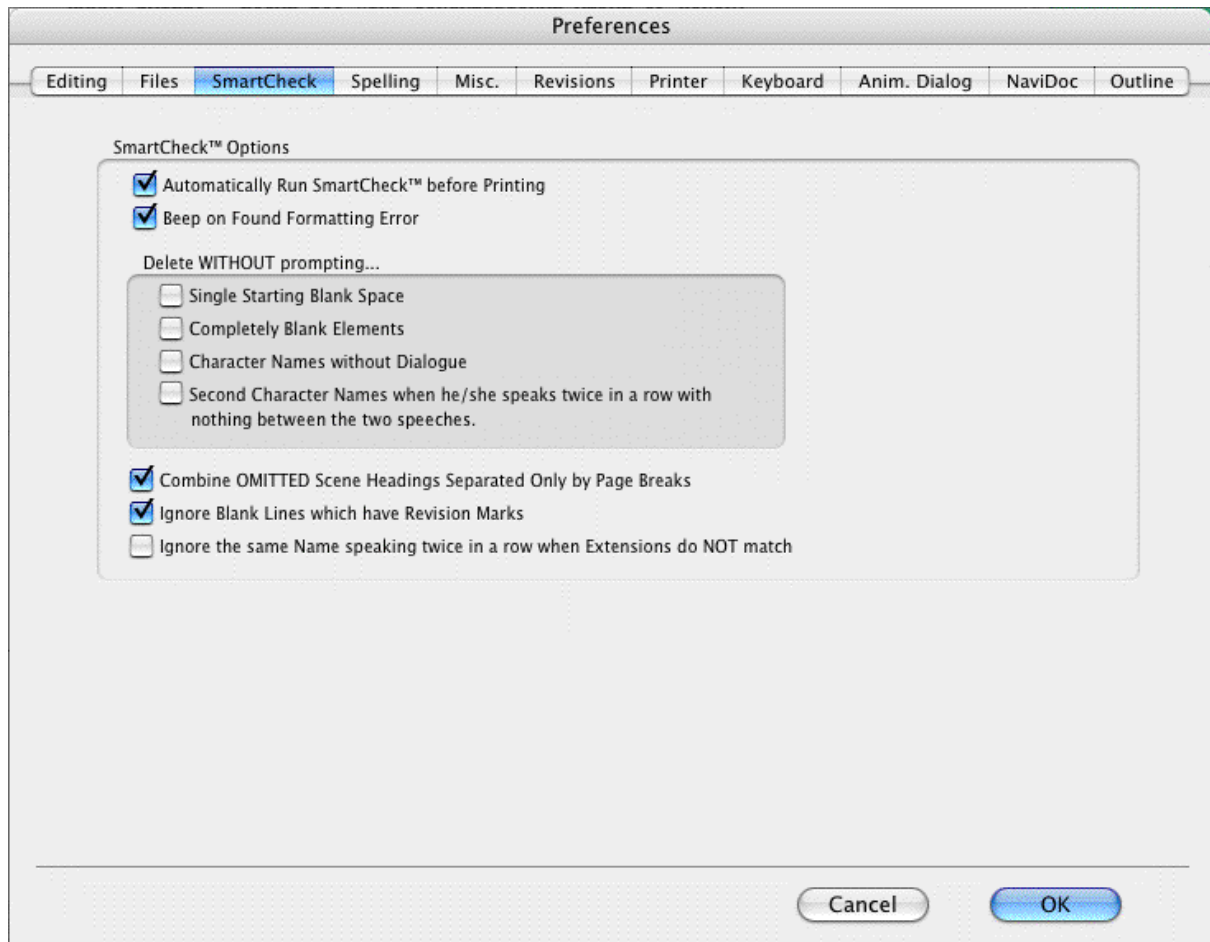 Preferences
Editing Files SmartCheck Spelling Misc. Revisions Printer Keyboard Anim. Dialog NaviDoc Outline
SmartCheck™ Options
Automatically Run SmartCheck™ before Printing
Beep on Found Formatting Error
Delete WITHOUT prompting...
Single Starting Blank Space
Completely Blank Elements
Character Names without Dialogue
Second Character Names when he/she speaks twice in a row with
nothing between the two speeches.
Combine OMITTED Scene Headings Separated Only by Page Breaks
Ignore Blank Lines which have Revision Marks
Ignore the same Name speaking twice in a row when Extensions do NOT match
Cancel OK